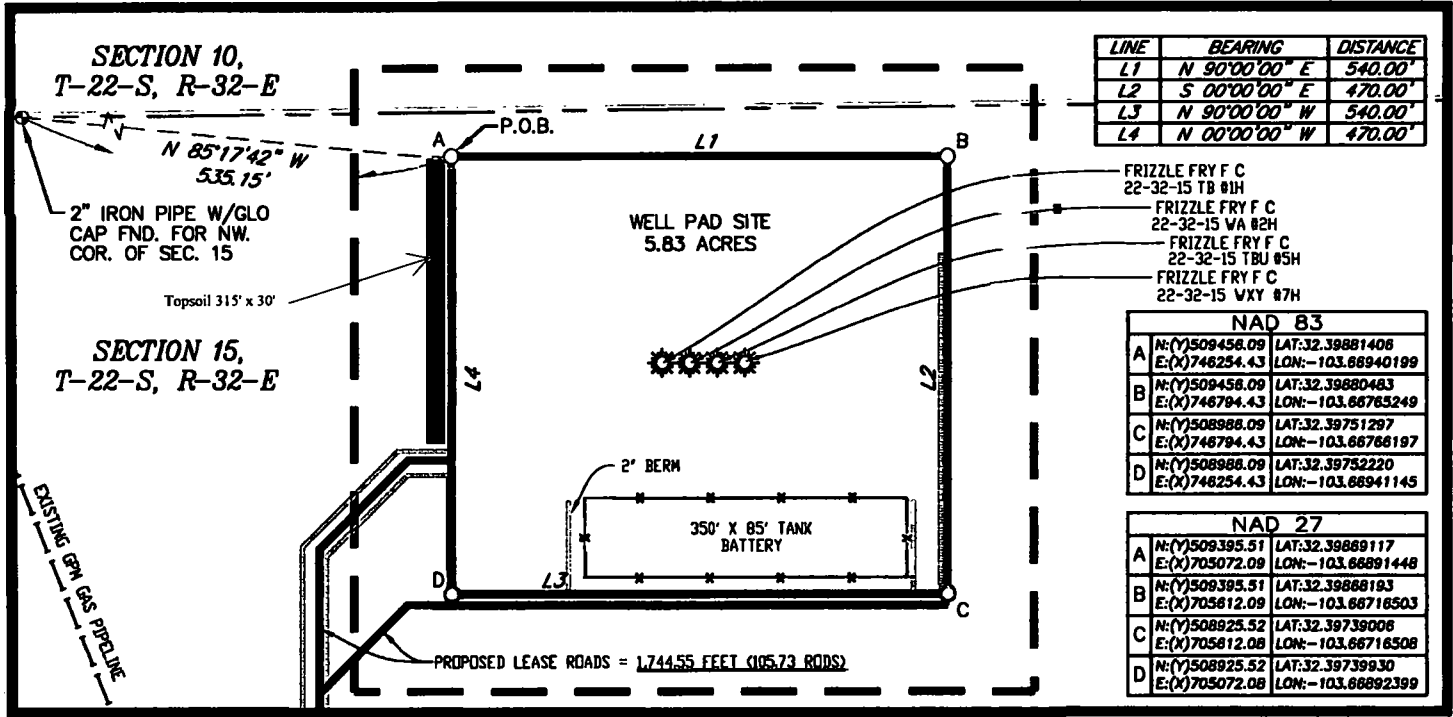 SECTION 10,
T-22-S, R-32-E
LINE BEARING DISTANCE
L1 N 90°00'00" E 540.00'
L2 S 00°00'00" E 470.00'
L3 N 90°00'00" W 540.00'
L4 N 00°00'00" W 470.00'
A
P.O.B.
L1
B
N 85°17'42" W
535.15'
2" IRON PIPE W/GLO
CAP FND. FOR NW.
COR. OF SEC. 15
WELL PAD SITE
5.83 ACRES
FRIZZLE FRY F C
22-32-15 TB #1H
FRIZZLE FRY F C
22-32-15 WA #2H
FRIZZLE FRY F C
22-32-15 TBU #5H
FRIZZLE FRY F C
22-32-15 WXY #7H
Topsoil 315' x 30'
SECTION 15,
T-22-S, R-32-E
L4
L2
NAD 83
A N:(Y)509456.09 LAT:32.39881406
E:(X)746254.43 LON:-103.66940199
B N:(Y)509456.09 LAT:32.39880483
E:(X)746794.43 LON:-103.66765249
C N:(Y)508986.09 LAT:32.39751297
E:(X)746794.43 LON:-103.66766197
D N:(Y)508986.09 LAT:32.39752220
E:(X)746254.43 LON:-103.66941145
2' BERM
350' X 85' TANK
BATTERY
EXISTING GPM GAS PIPELINE
D
L3
C
PROPOSED LEASE ROADS = 1,744.55 FEET (105.73 RODS)
NAD 27
A N:(Y)509395.51 LAT:32.39869117
E:(X)705072.09 LON:-103.66891448
B N:(Y)509395.51 LAT:32.39868193
E:(X)705612.09 LON:-103.66716503
C N:(Y)508925.52 LAT:32.39739006
E:(X)705612.08 LON:-103.66716508
D N:(Y)508925.52 LAT:32.39739930
E:(X)705072.08 LON:-103.66892399